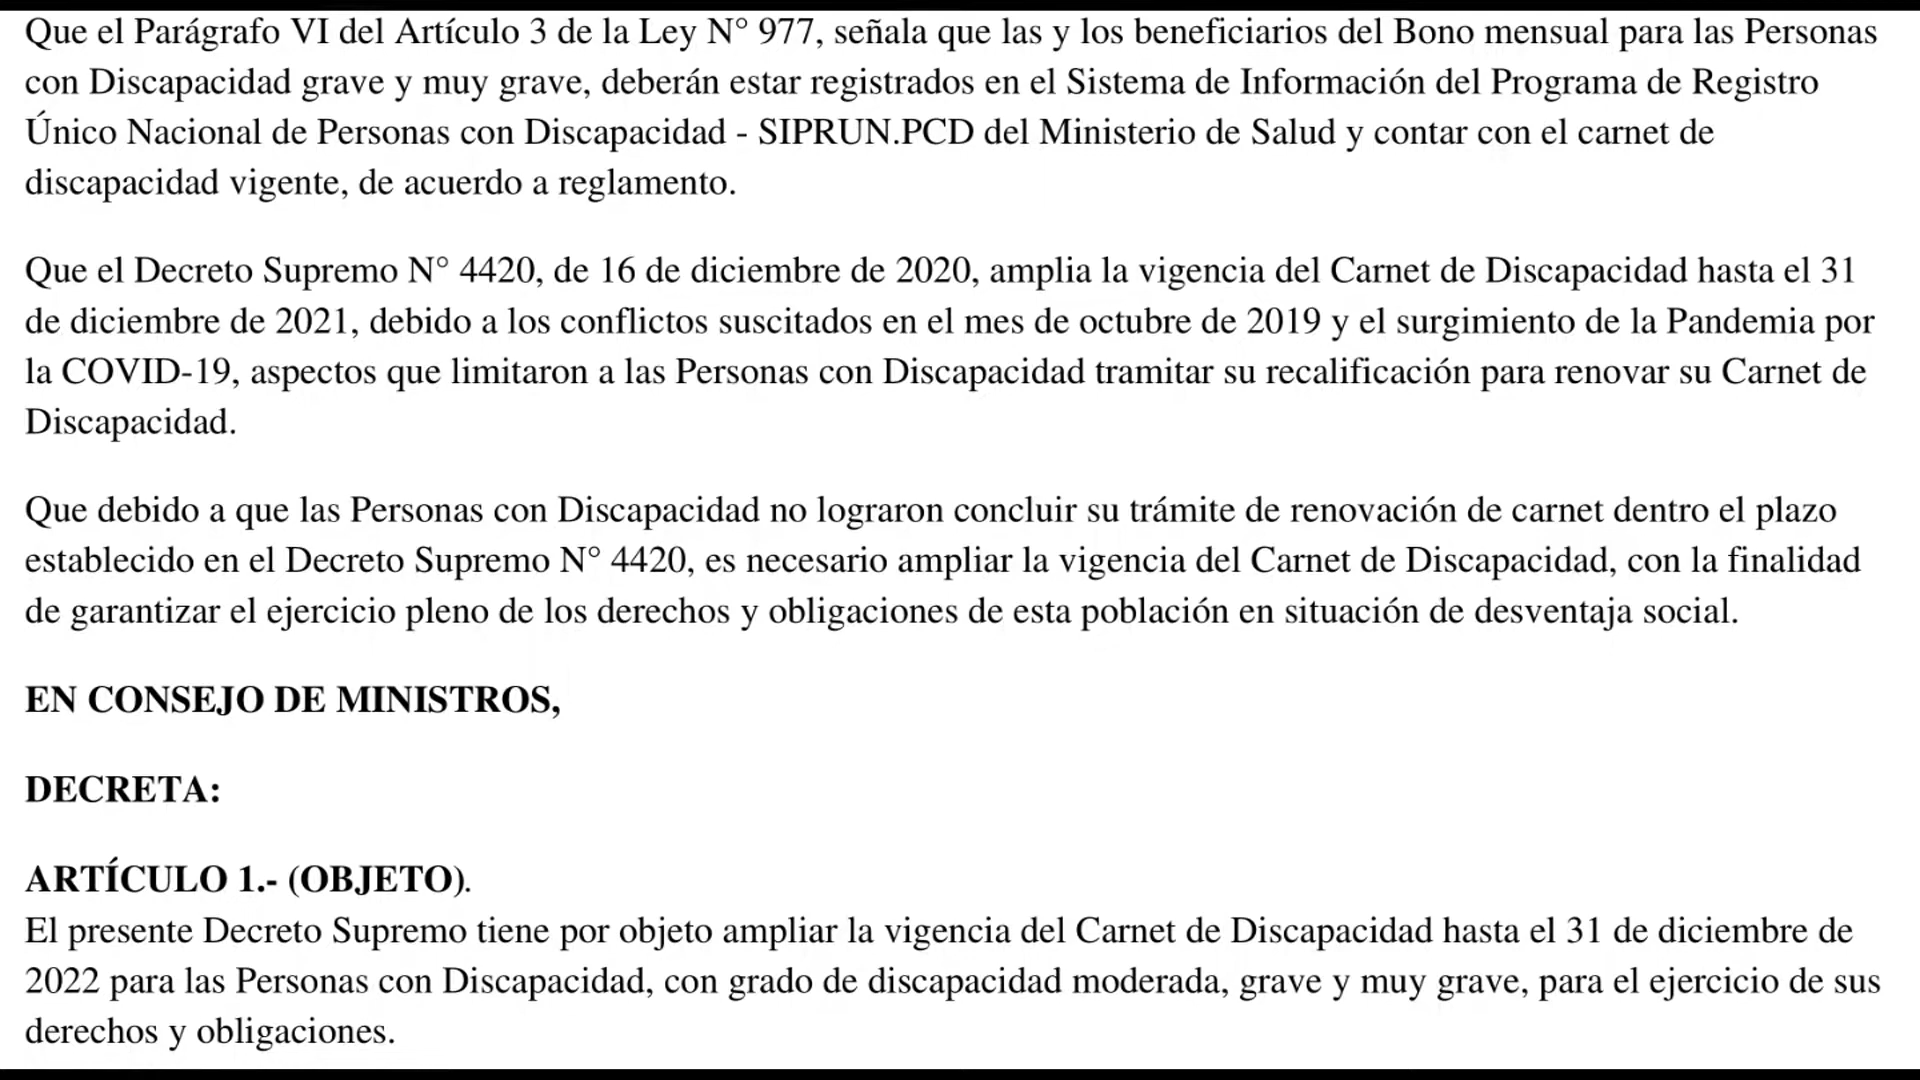 Que el Parágrafo VI del Artículo 3 de la Ley N° 977, señala que las y los beneficiarios del Bono mensual para las Personas
con Discapacidad grave y muy grave, deberán estar registrados en el Sistema de Información del Programa de Registro
Único Nacional de Personas con Discapacidad - SIPRUN.PCD del Ministerio de Salud y contar con el carnet de
discapacidad vigente, de acuerdo a reglamento.
Que el Decreto Supremo N° 4420, de 16 de diciembre de 2020, amplia la vigencia del Carnet de Discapacidad hasta el 31
de diciembre de 2021, debido a los conflictos suscitados en el mes de octubre de 2019 y el surgimiento de la Pandemia por
la COVID-19, aspectos que limitaron a las Personas con Discapacidad tramitar su recalificación para renovar su Carnet de
Discapacidad.
Que debido a que las Personas con Discapacidad no lograron concluir su trámite de renovación de carnet dentro el plazo
establecido en el Decreto Supremo N° 4420, es necesario ampliar la vigencia del Carnet de Discapacidad, con la finalidad
de garantizar el ejercicio pleno de los derechos y obligaciones de esta población en situación de desventaja social.
EN CONSEJO DE MINISTROS,
DECRETA:
ARTÍCULO 1.- (OBJETO).
El presente Decreto Supremo tiene por objeto ampliar la vigencia del Carnet de Discapacidad hasta el 31 de diciembre de
2022 para las Personas con Discapacidad, con grado de discapacidad moderada, grave y muy grave, para el ejercicio de sus
derechos y obligaciones.